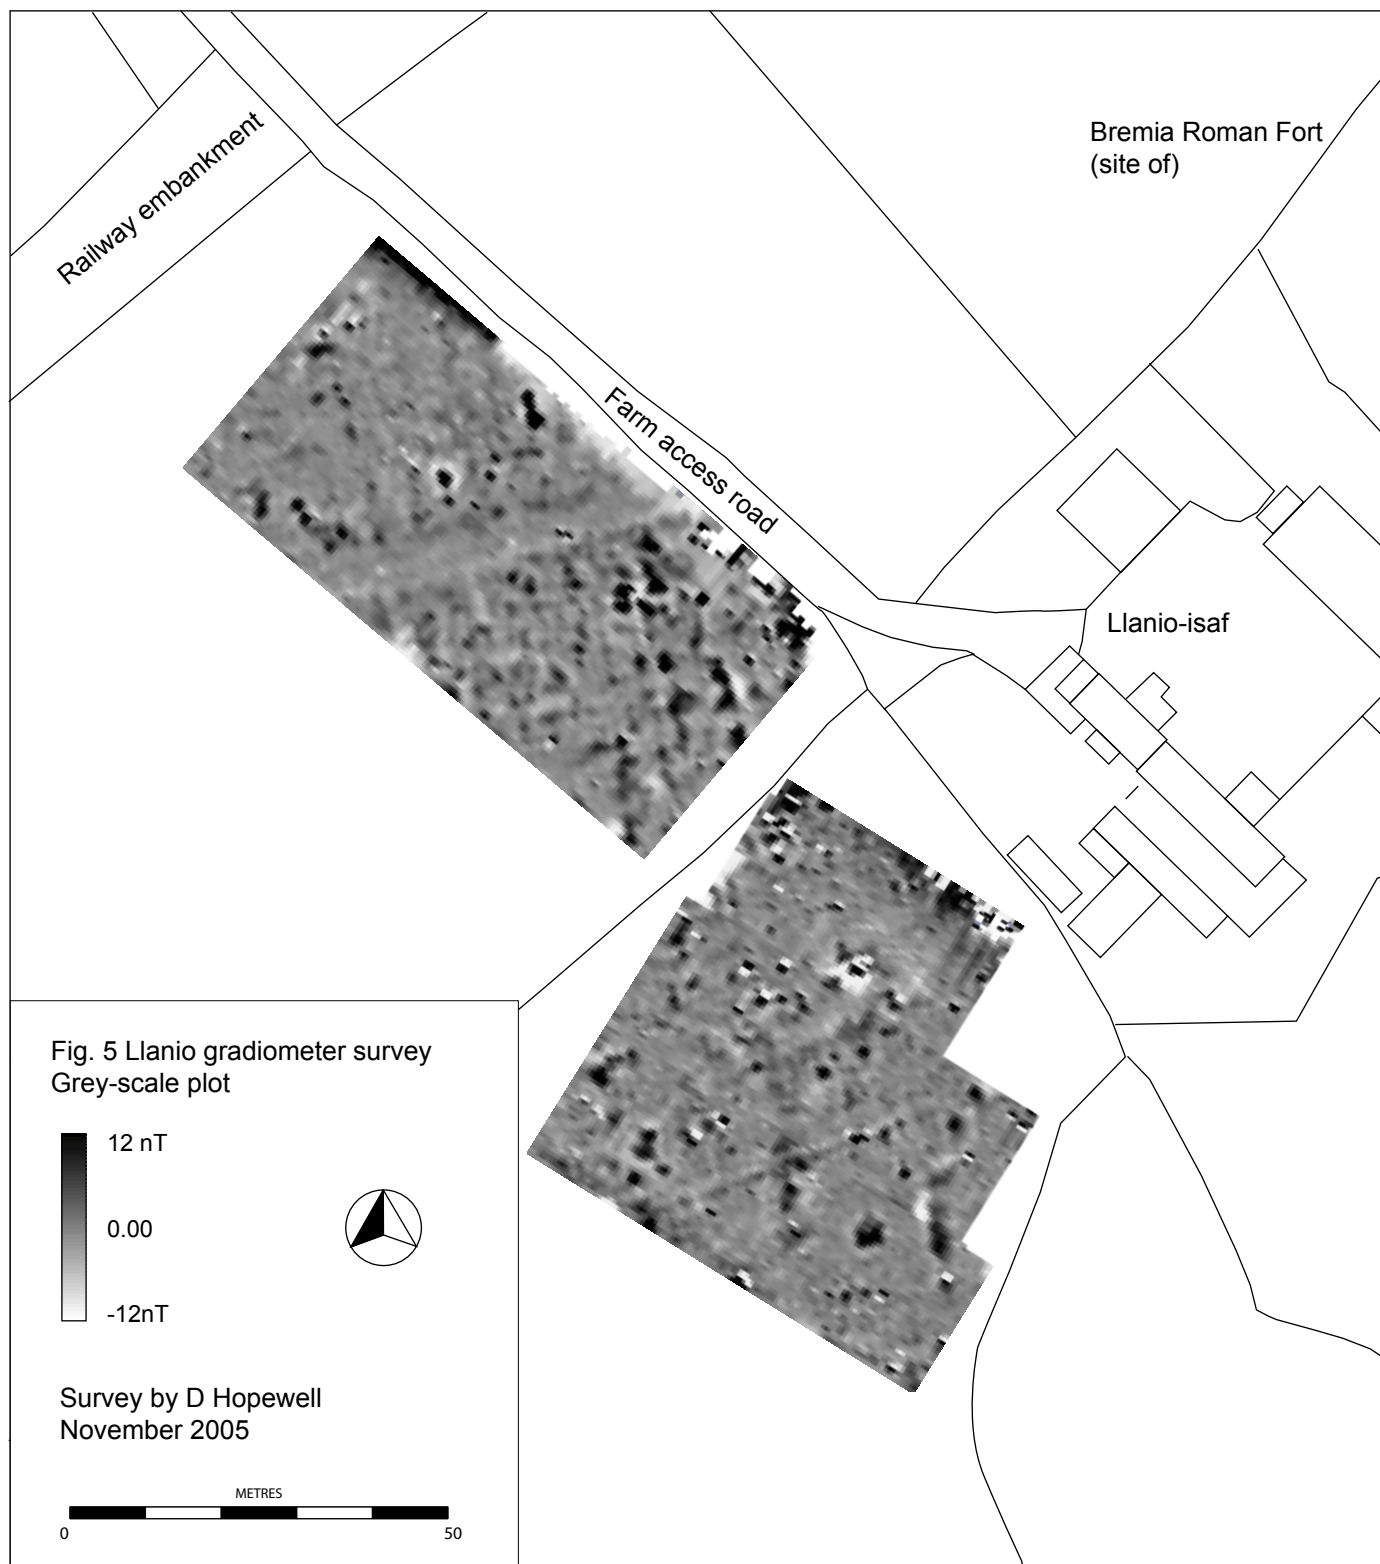 Bremia Roman Fort
(site of)
Railway embankment
Farm access road
Llanio-isaf
Fig. 5 Llanio gradiometer survey
Grey-scale plot
12 nT
0.00
-12nT
Survey by D Hopewell
November 2005
METRES
0 50